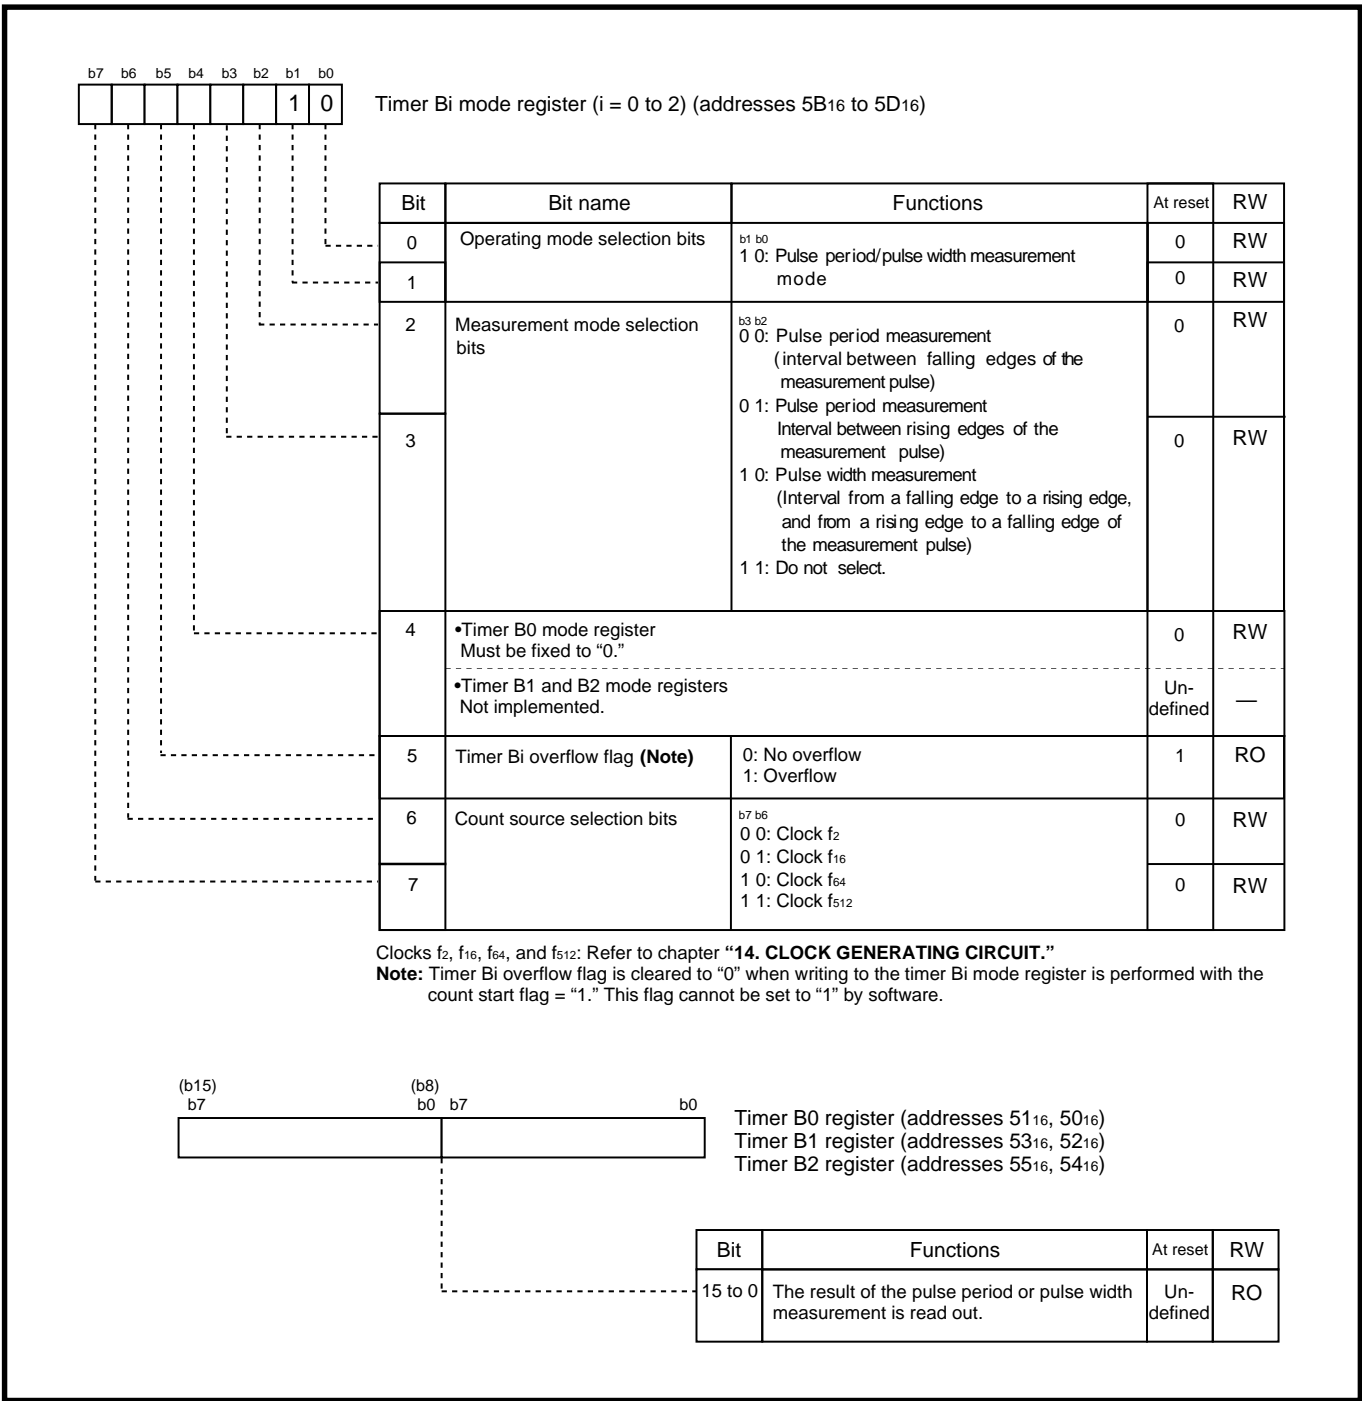 b7 b6 b5 b4 b3 b2 b1 b0
1 0
Timer Bi mode register (i = 0 to 2) (addresses 5B16 to 5D16)
Bit Bit name Functions At reset RW
0 Operating mode selection bits b1 b0 0 RW
1 0: Pulse period/pulse width measurement
mode
1 0 RW
2 Measurement mode selection bits b3 b2 0 RW
0 0: Pulse period measurement
(interval between falling edges of the
measurement pulse)
0 1: Pulse period measurement
3 Interval between rising edges of the 0 RW
measurement pulse)
1 0: Pulse width measurement
(Interval from a falling edge to a rising edge,
and from a rising edge to a falling edge of
the measurement pulse)
1 1: Do not select.
4 •Timer B0 mode register 0 RW
Must be fixed to “0.”
•Timer B1 and B2 mode registers Un-
Not implemented. defined —
5 Timer Bi overflow flag (Note) 0: No overflow 1 RO
1: Overflow
6 Count source selection bits b7 b6 0 RW
0 0: Clock f2
0 1: Clock f16
7 1 0: Clock f64 0 RW
1 1: Clock f512
Clocks f2, f16, f64, and f512: Refer to chapter “14. CLOCK GENERATING CIRCUIT.”
Note: Timer Bi overflow flag is cleared to “0” when writing to the timer Bi mode register is performed with the
count start flag = “1.” This flag cannot be set to “1” by software.
(b15) (b8)
b7 b0 b7 b0
Timer B0 register (addresses 5116, 5016)
Timer B1 register (addresses 5316, 5216)
Timer B2 register (addresses 5516, 5416)
Bit Functions At reset RW
15 to 0 The result of the pulse period or pulse width Un- RO
measurement is read out. defined